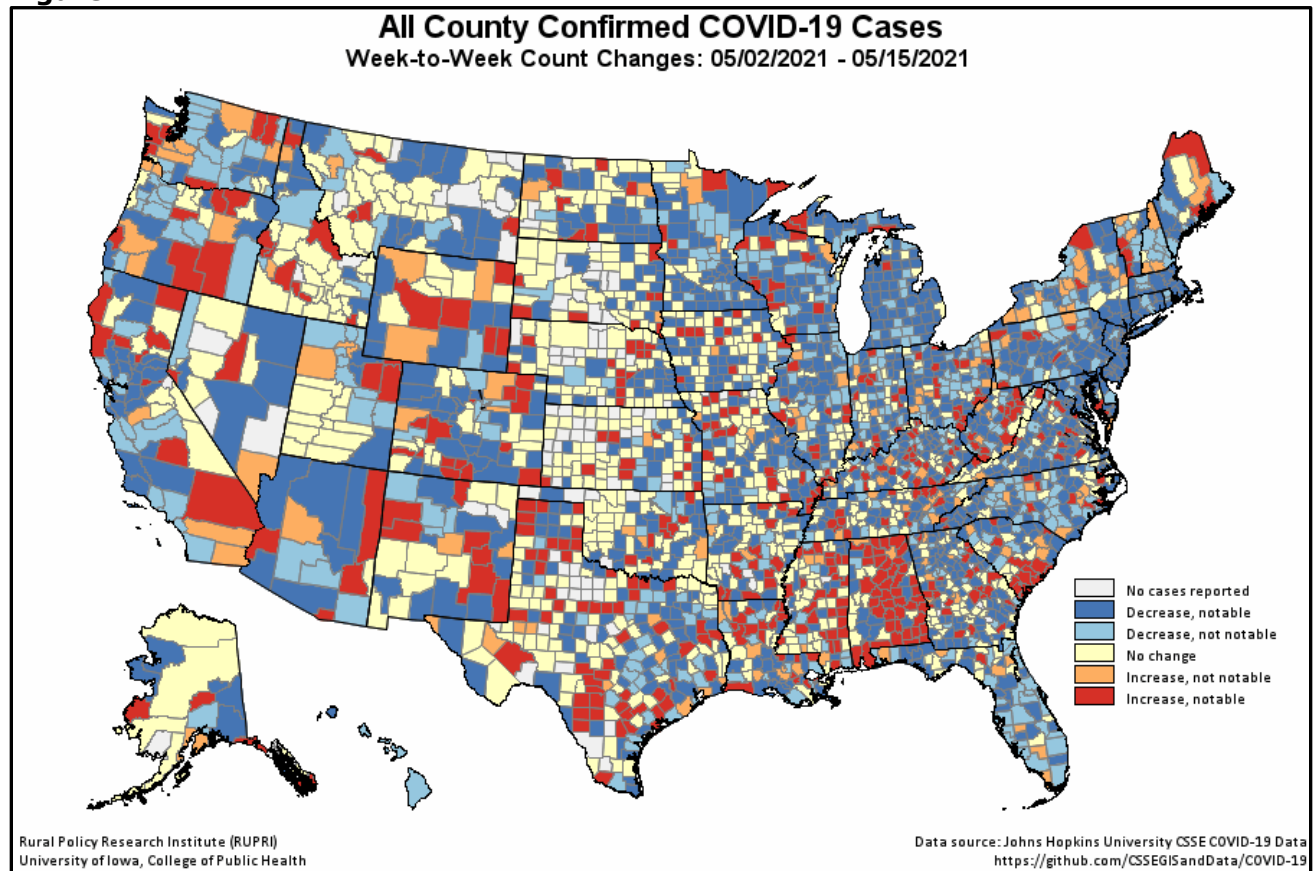 All County Confirmed COVID-19 Cases
Week-to-Week Count Changes: 05/02/2021 - 05/15/2021
No cases reported
Decrease, notable
Decrease, not notable
No change
Increase, not notable
Increase, notable
Rural Policy Research Institute (RUPRI)
University of Iowa, College of Public Health
Data source: Johns Hopkins University CSSE COVID-19 Data
https://github.com/CSSEGISandData/COVID-19